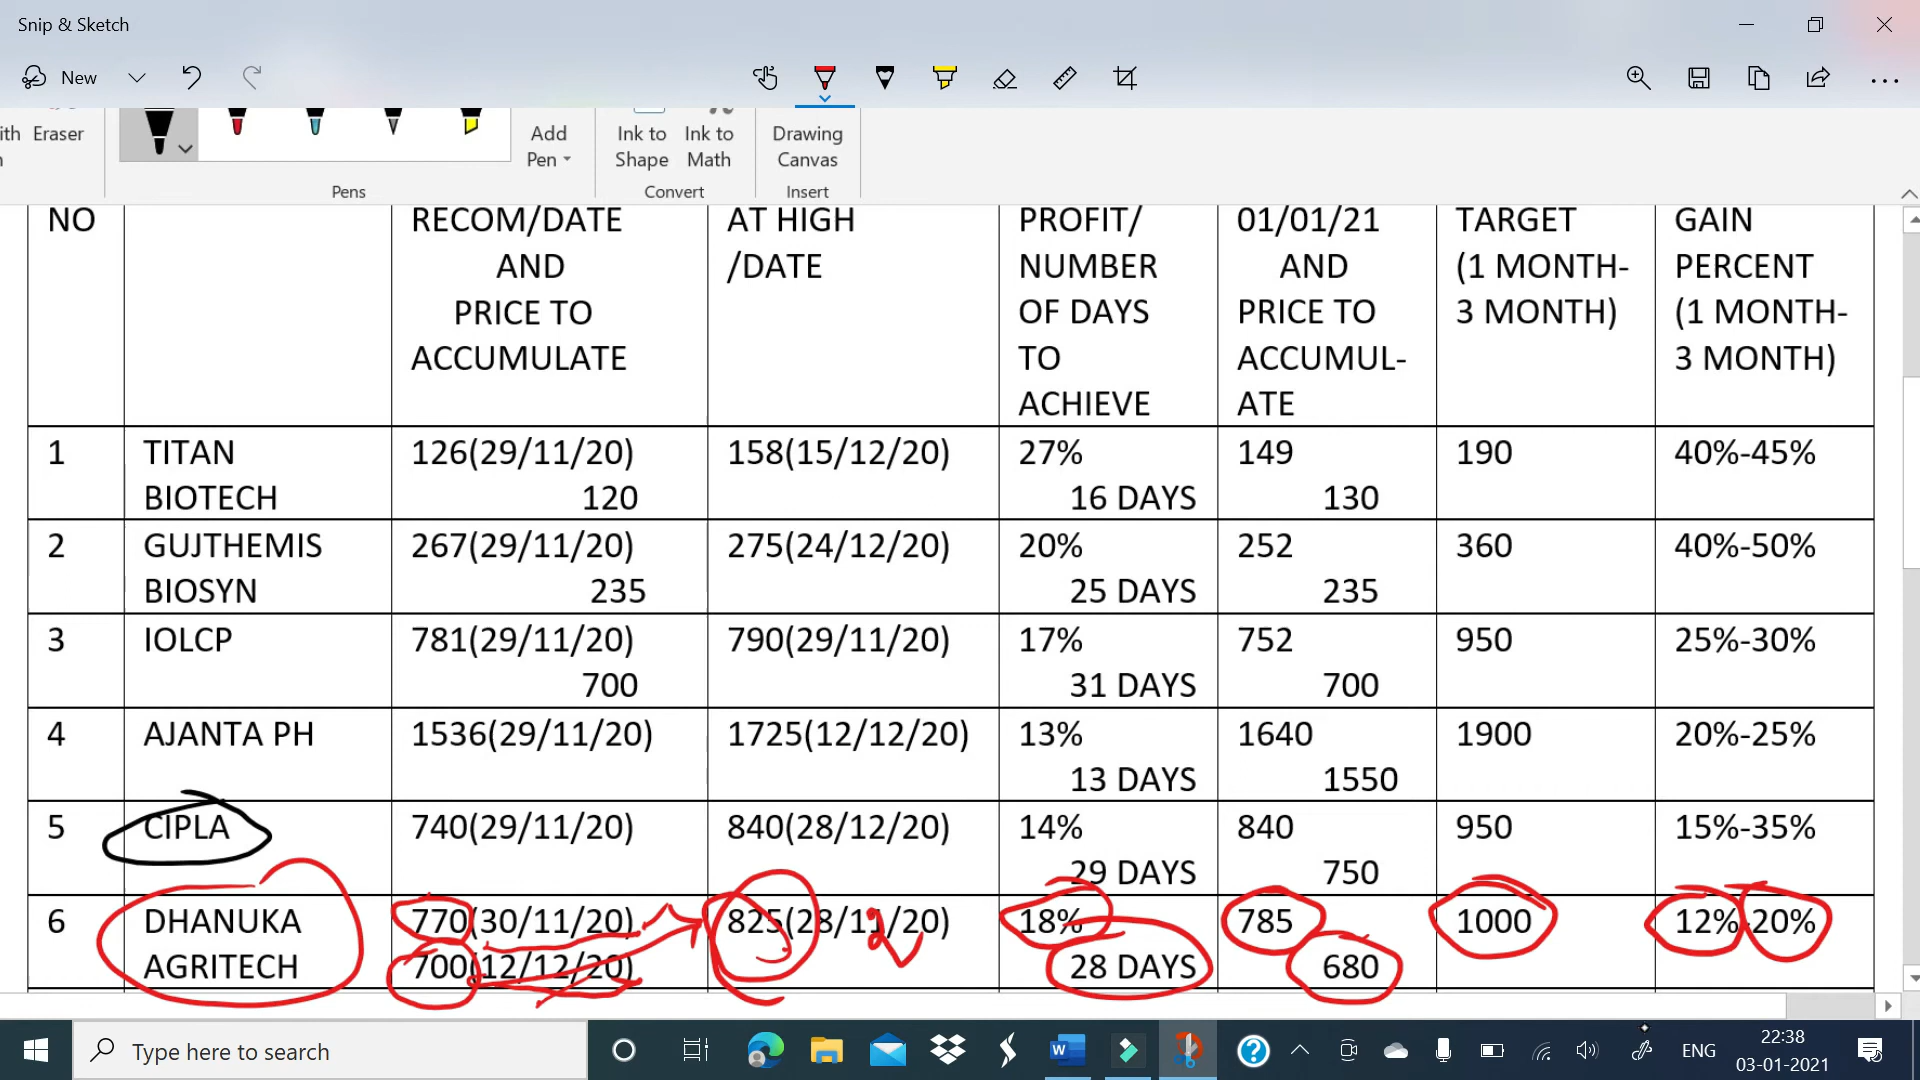 Snip & Sketch
New
ith Eraser
n
Add
Pen
Ink to
Shape
Ink to
Math
Drawing
Canvas
Pens
Convert
Insert
NO
RECOM/DATE
AND
PRICE TO
ACCUMULATE
AT HIGH
/DATE
PROFIT/
NUMBER
OF DAYS
TO
ACHIEVE
01/01/21
AND
PRICE TO
ACCUMUL-
ATE
TARGET
(1 MONTH-
3 MONTH)
GAIN
PERCENT
(1 MONTH-
3 MONTH)
1 TITAN 126(29/11/20) 158(15/12/20) 27% 149 190 40%-45%
BIOTECH 120 16 DAYS 130
2 GUJTHEMIS 267(29/11/20) 275(24/12/20) 20% 252 360 40%-50%
BIOSYN 235 25 DAYS 235
3 IOLCP 781(29/11/20) 790(29/11/20) 17% 752 950 25%-30%
700 31 DAYS 700
4 AJANTA PH 1536(29/11/20) 1725(12/12/20) 13% 1640 1900 20%-25%
13 DAYS 1550
5 CIPLA 740(29/11/20) 840(28/12/20) 14% 840 950 15%-35%
29 DAYS 750
6 DHANUKA 770(30/11/20) 825(28/11/20) 18% 785 1000 12%-20%
2
AGRITECH 700(12/12/20) 28 DAYS 680
Type here to search
ENG
22:38
03-01-2021